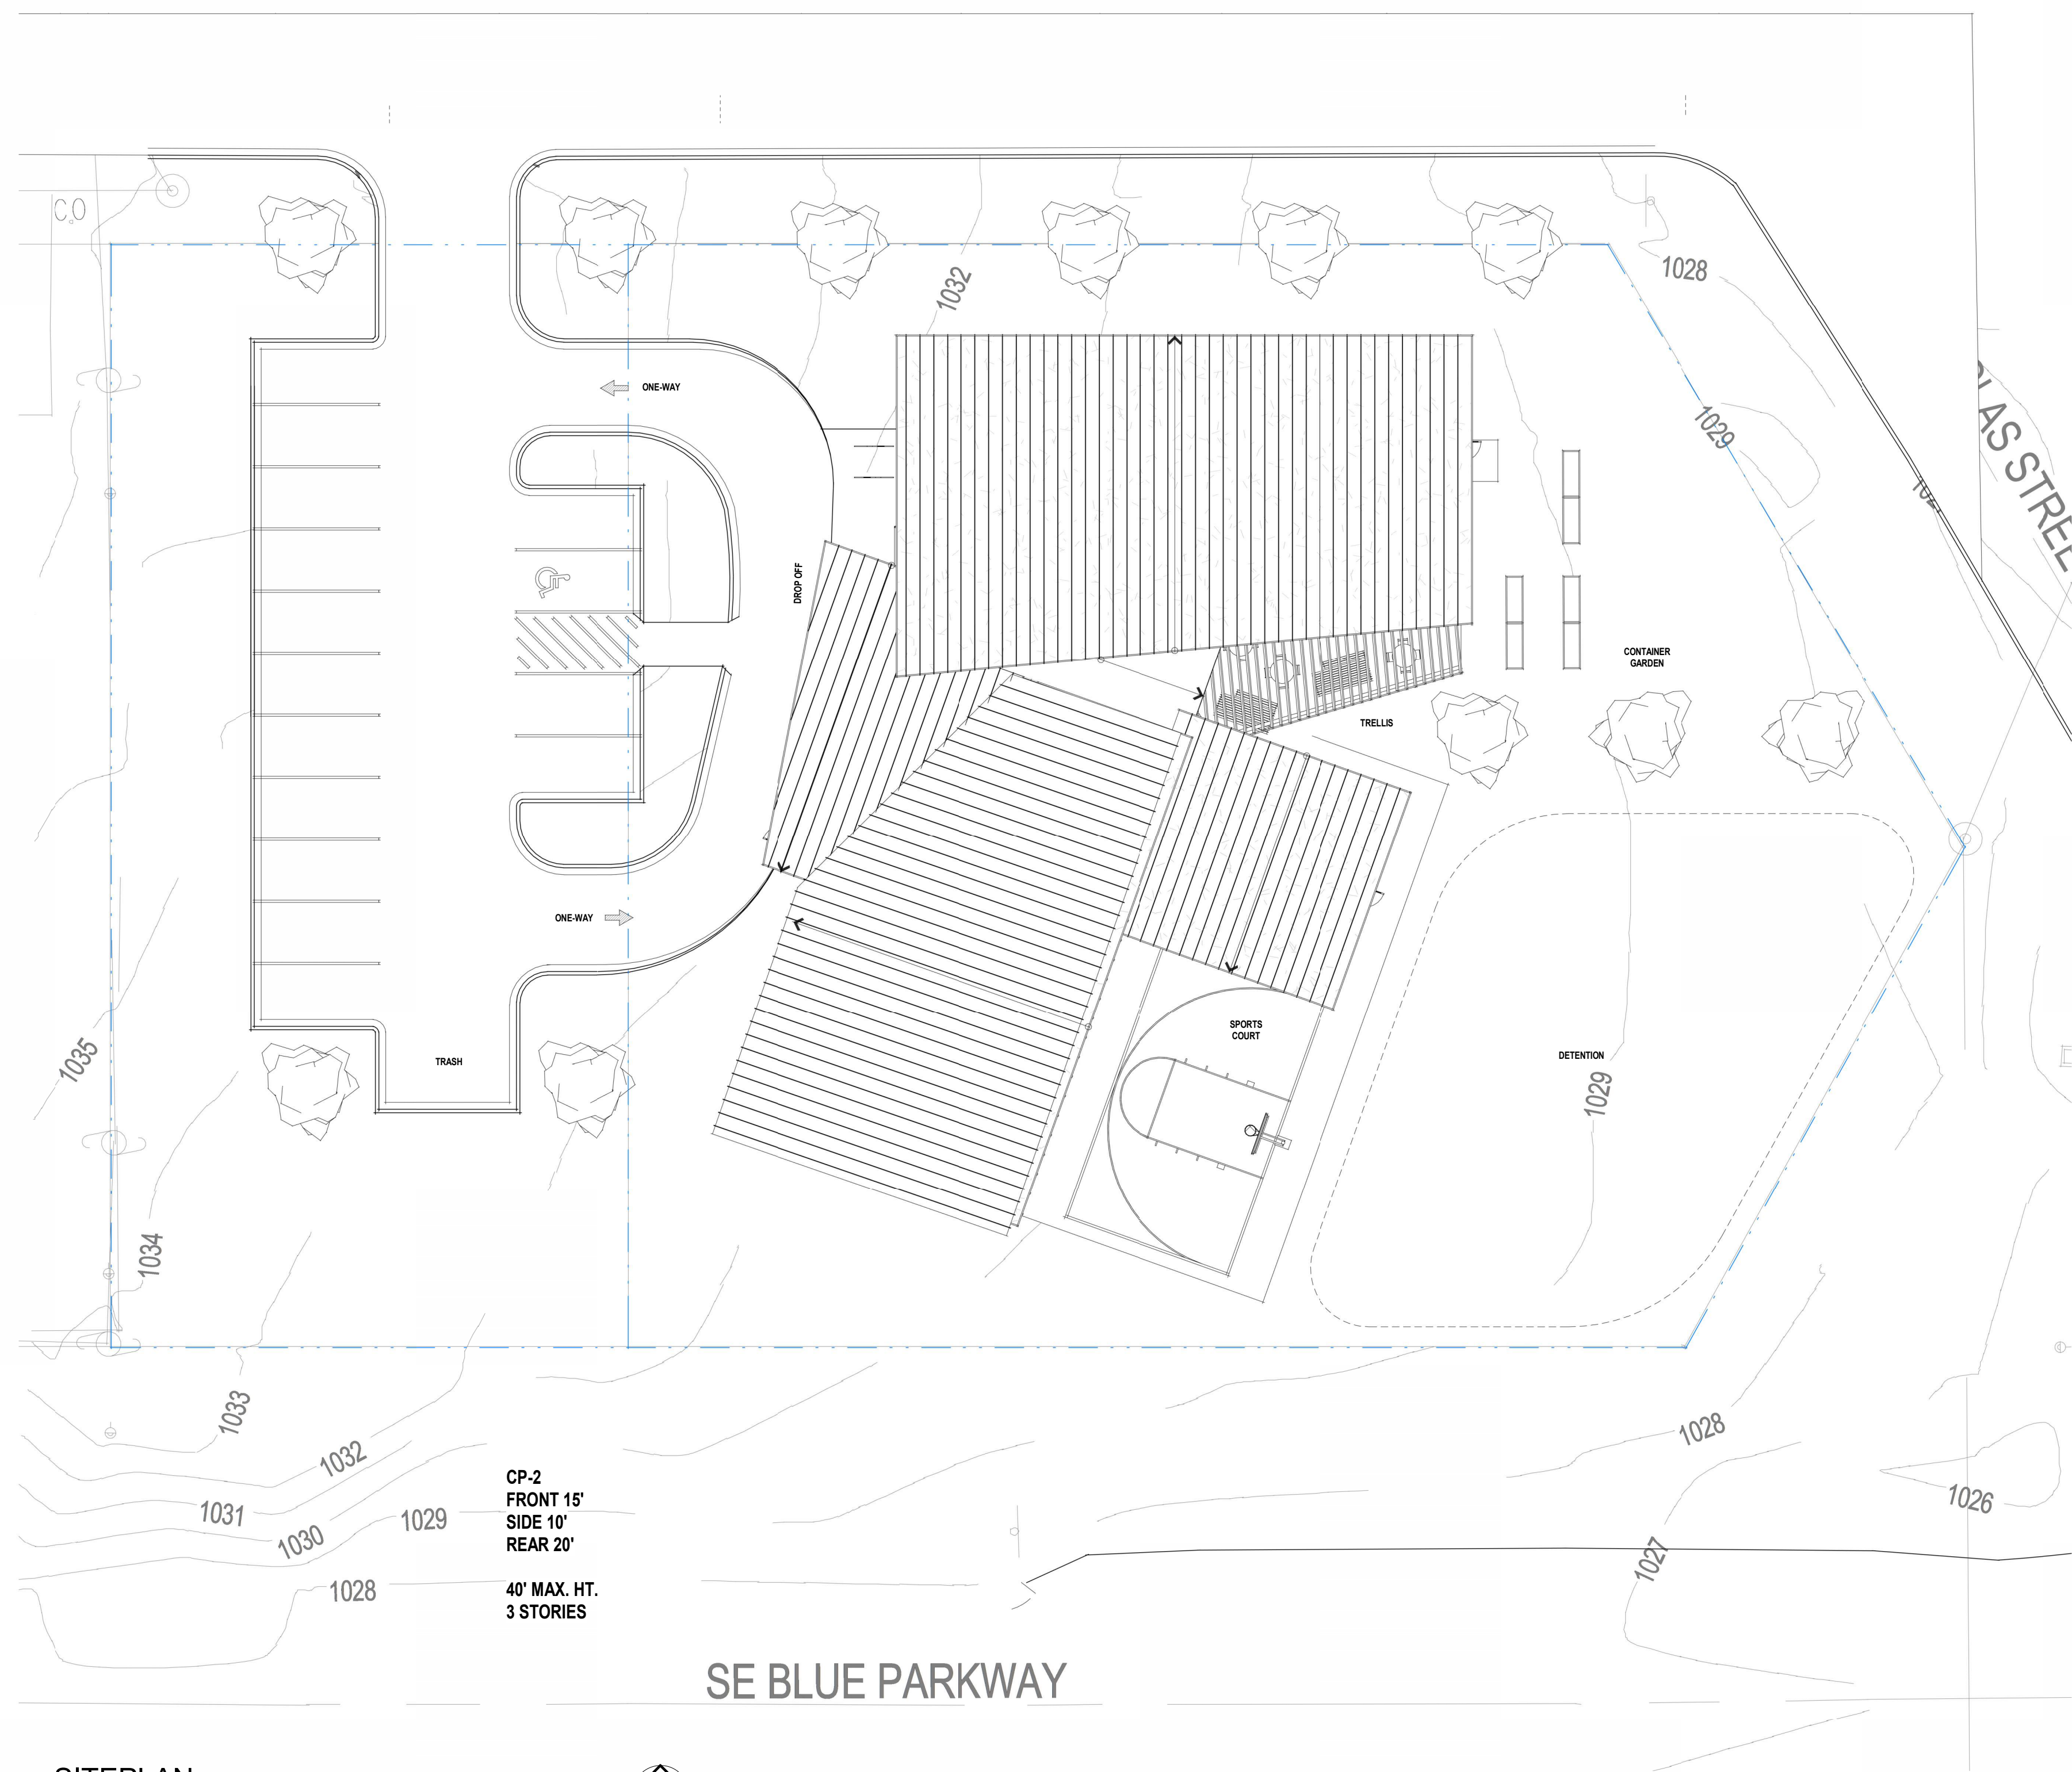 C.O
1032
1028
ONE-WAY
1029
DROP OFF
CONTAINER
GARDEN
TRELLIS
ONE-WAY
SPORTS
COURT
TRASH
DETENTION
1035
1029
1034
1033
1032
1031
1030
1029
1028
CP-2
FRONT 15'
SIDE 10'
REAR 20'
40' MAX. HT.
3 STORIES
1028
1026
1027
SE BLUE PARKWAY